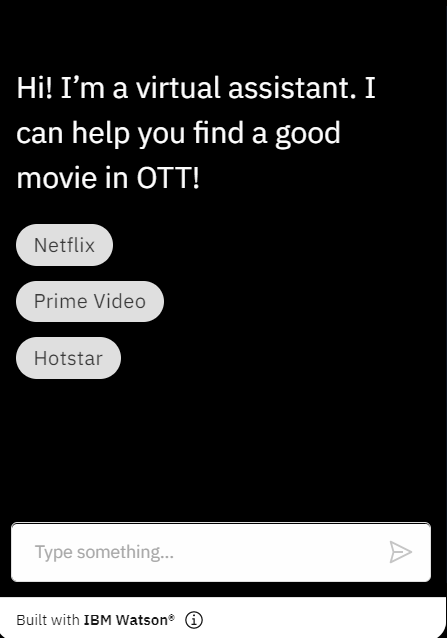 Hi! I’m a virtual assistant. I
can help you find a good
movie in OTT!
Netflix
Prime Video
Hotstar
Type something...
Built with IBM Watson®